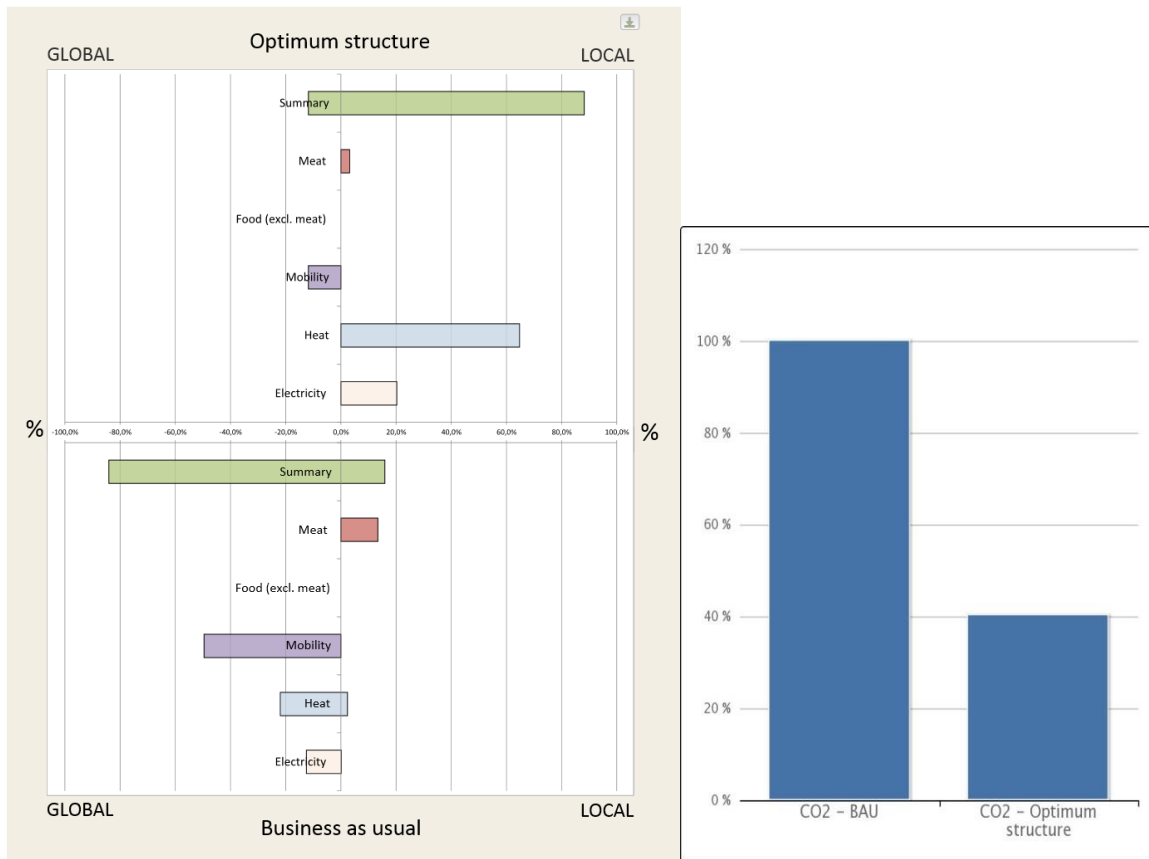 Optimum structure
GLOBAL LOCAL
Summary
Meat
Food (excl. meat)
Mobility
Heat
Electricity
% -100,0% -80,0% -60,0% -40,0% -20,0% 0,0% 20,0% 40,0% 60,0% 80,0% 100,0% %
Summary
Meat
Food (excl. meat)
Mobility
Heat
Electricity
GLOBAL LOCAL
Business as usual
120 %
100 %
80 %
60 %
40 %
20 %
0 %
CO2 – BAU CO2 – Optimum
structure